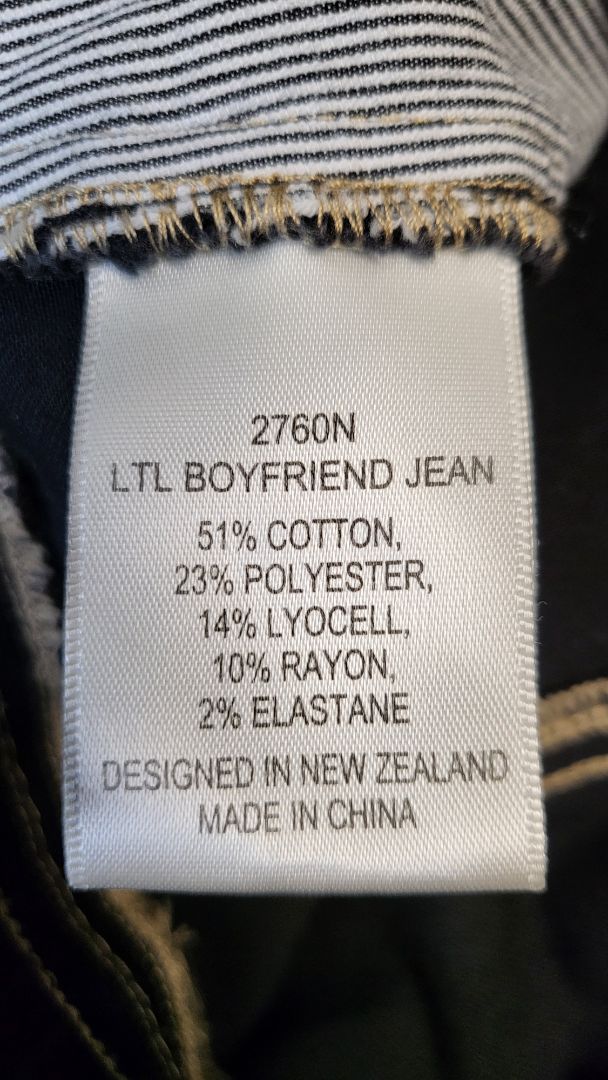 2760N
LTL BOYFRIEND JEAN
51% COTTON,
23% POLYESTER,
14% LYOCELL,
10% RAYON,
2% ELASTANE
DESIGNED IN NEW ZEALAND
MADE IN CHINA